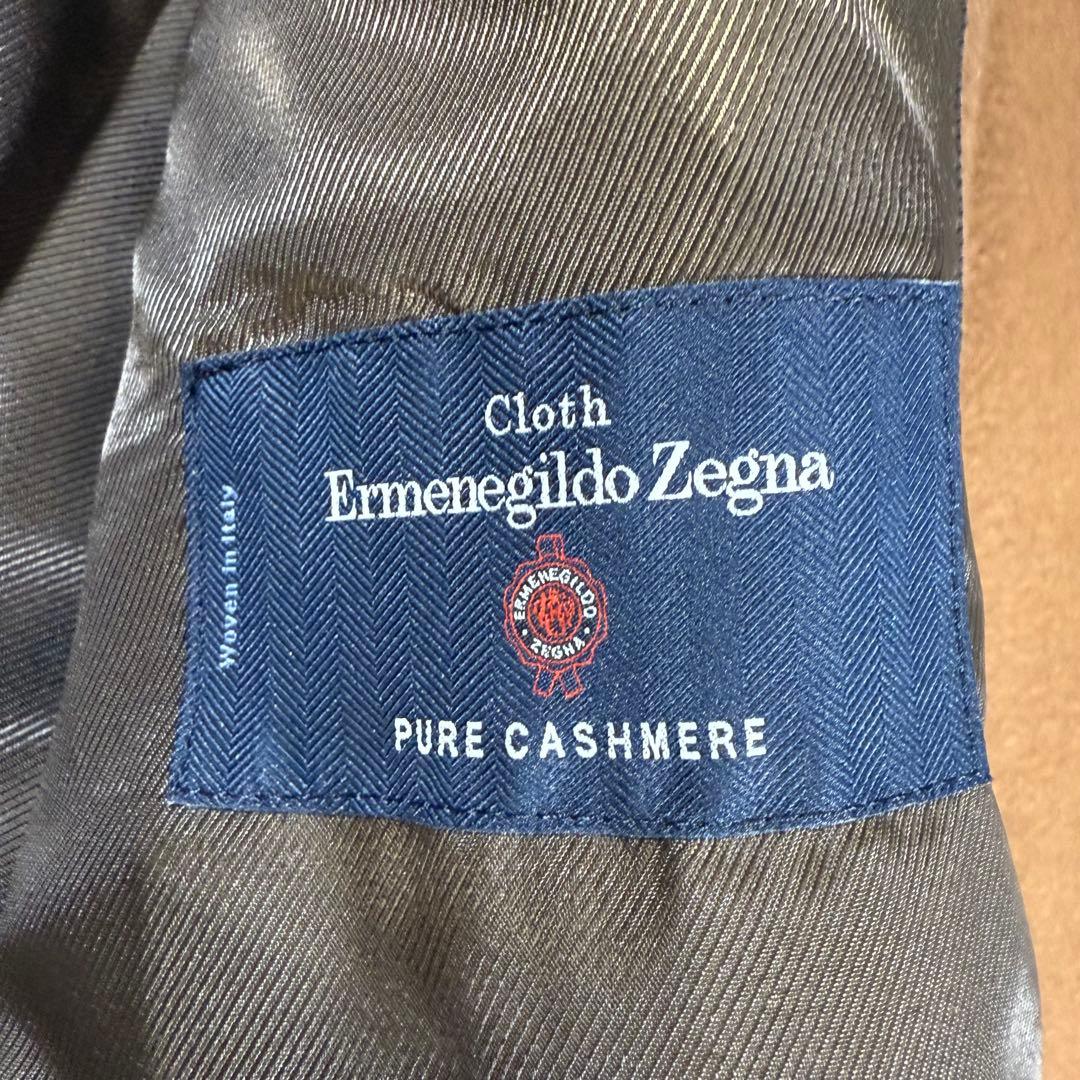 Cloth
Ermenegildo Zegna
ERMENEGILDO
ZEGNA
PURE CASHMERE
Woven in Italy